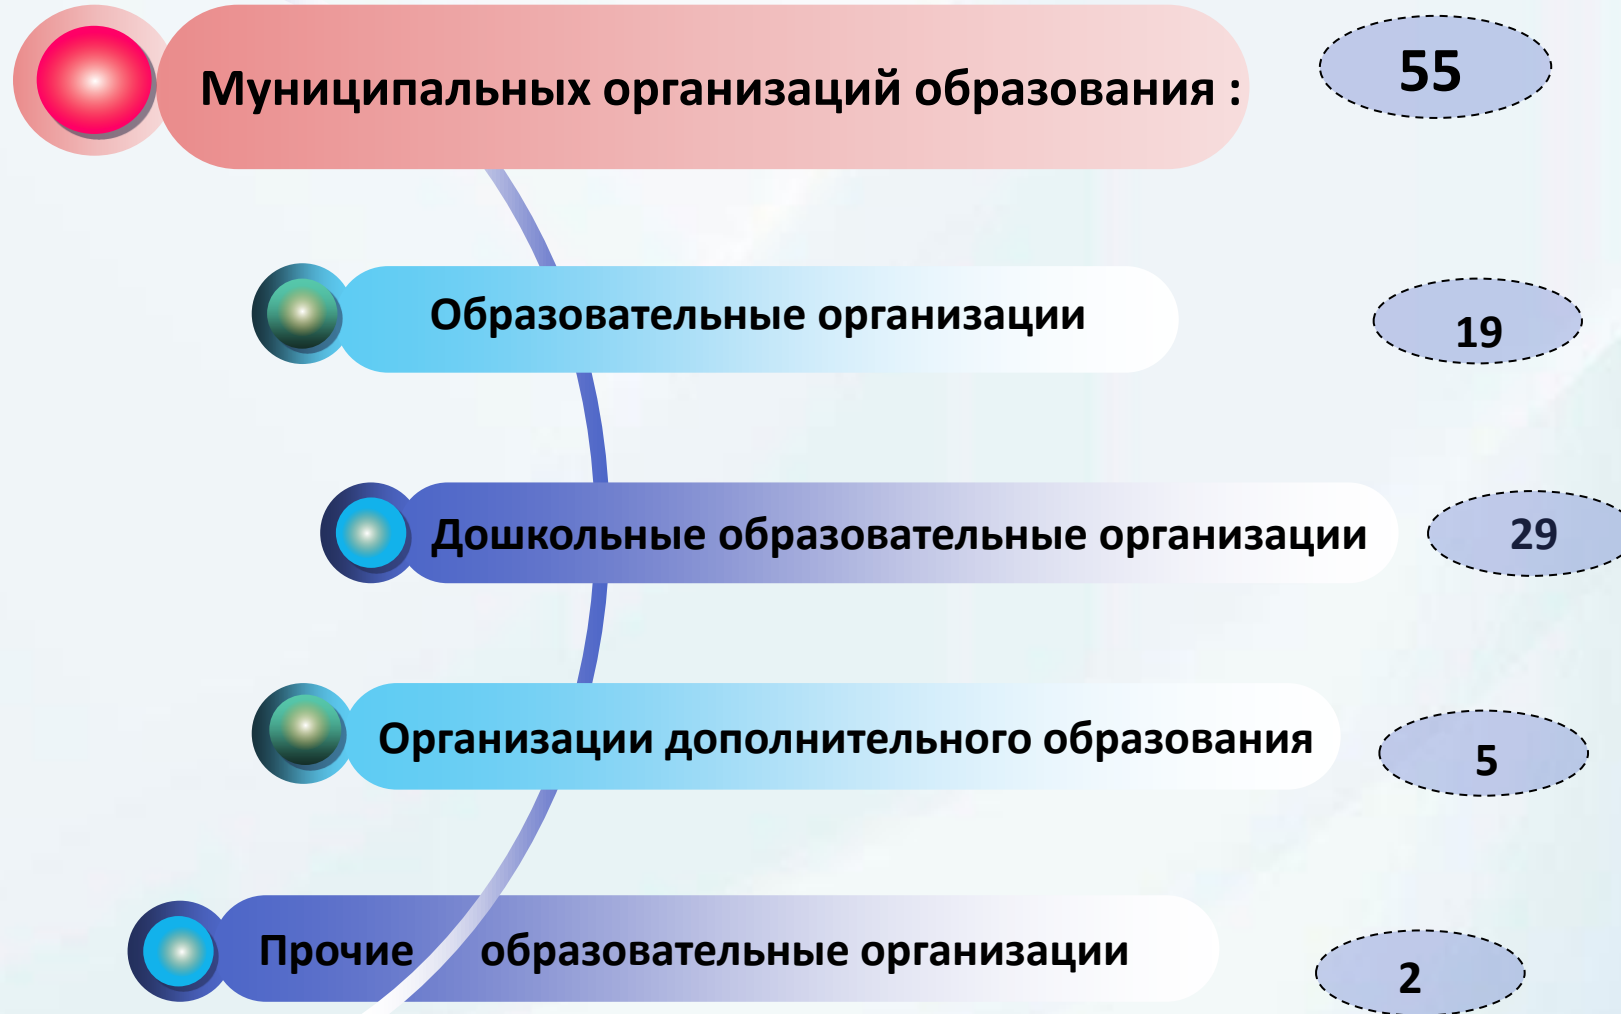 Муниципальных организаций образования :
55
Образовательные организации
19
Дошкольные образовательные организации
29
Организации дополнительного образования
5
Прочие образовательные организации
2